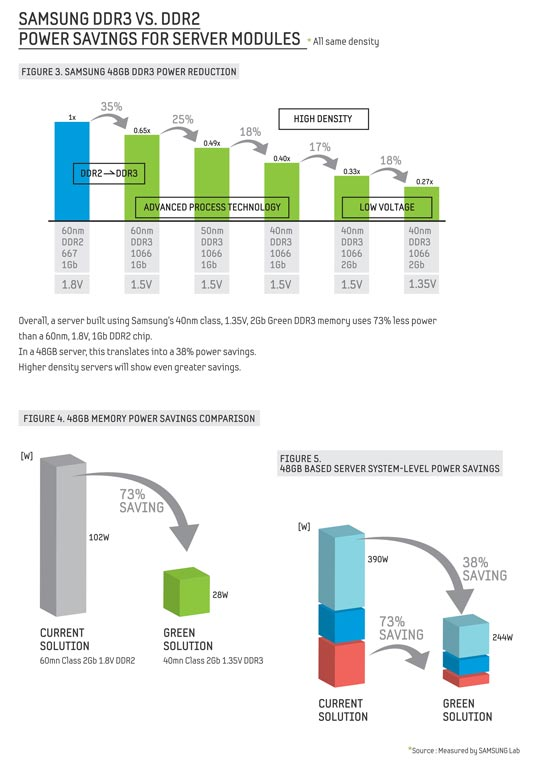 SAMSUNG DDR3 VS. DDR2
POWER SAVINGS FOR SERVER MODULES * All same density
FIGURE 3. SAMSUNG 48GB DDR3 POWER REDUCTION
35%
25%
18%
17%
18%
HIGH DENSITY
1x
0.65x
0.49x
0.40x
0.33x
0.27x
DDR2→DDR3
ADVANCED PROCESS TECHNOLOGY
LOW VOLTAGE
60nm 60nm 50nm 40nm 40nm 40nm
DDR2 DDR3 DDR3 DDR3 DDR3 DDR3
667 1066 1066 1066 1066 1066
1Gb 1Gb 1Gb 1Gb 2Gb 2Gb
1.8V 1.5V 1.5V 1.5V 1.5V 1.35V
Overall, a server built using Samsung's 40nm class, 1.35V, 2Gb Green DDR3 memory uses 73% less power
than a 60nm, 1.8V, 1Gb DDR2 chip.
In a 48GB server, this translates into a 38% power savings.
Higher density servers will show even greater savings.
FIGURE 4. 48GB MEMORY POWER SAVINGS COMPARISON
[W]
73%
SAVING
102W
28W
CURRENT
SOLUTION
60mn Class 2Gb 1.8V DDR2
GREEN
SOLUTION
40mn Class 2Gb 1.35V DDR3
FIGURE 5.
48GB BASED SERVER SYSTEM-LEVEL POWER SAVINGS
[W]
390W
38%
SAVING
73%
SAVING
244W
CURRENT
SOLUTION
GREEN
SOLUTION
*Source : Measured by SAMSUNG Lab